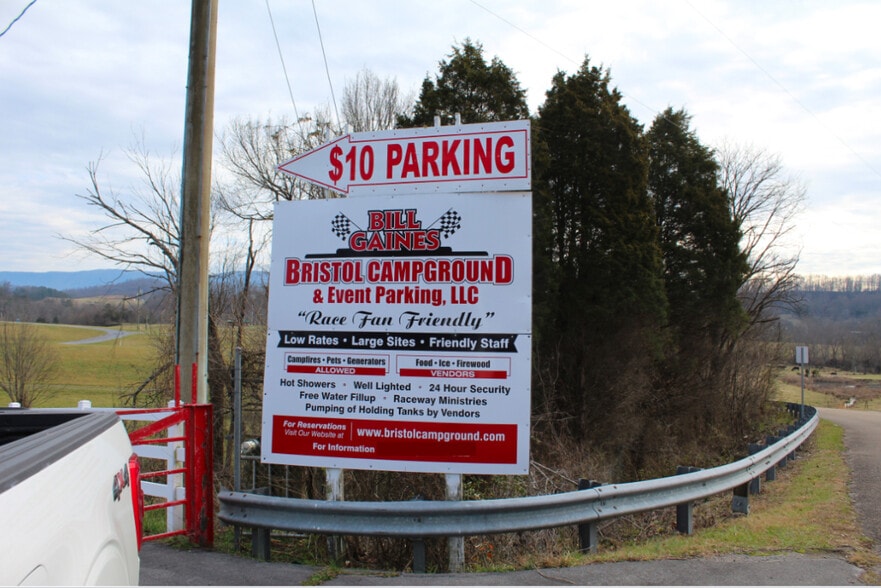 $10 PARKING
BILL
GAINES
BRISTOL CAMPGROUND
& Event Parking, LLC
"Race Fan Friendly"
Low Rates • Large Sites • Friendly Staff
Campfires • Pets • Generators
ALLOWED
Food • Ice • Firewood
VENDORS
Hot Showers • Well Lighted • 24 Hour Security
Free Water Fillup • Raceway Ministries
Pumping of Holding Tanks by Vendors
For Reservations
Visit Our Website at
For Information
www.bristolcampground.com
4x4